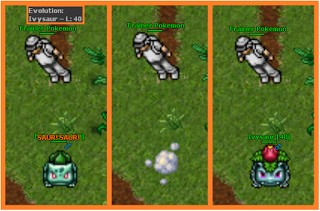 Evolution:
Ivysaur - L:40
Trainer Pokemon
Trainer Pokemon
Trainer Pokemon
SAUR!SAUR!
Ivysaur [40]